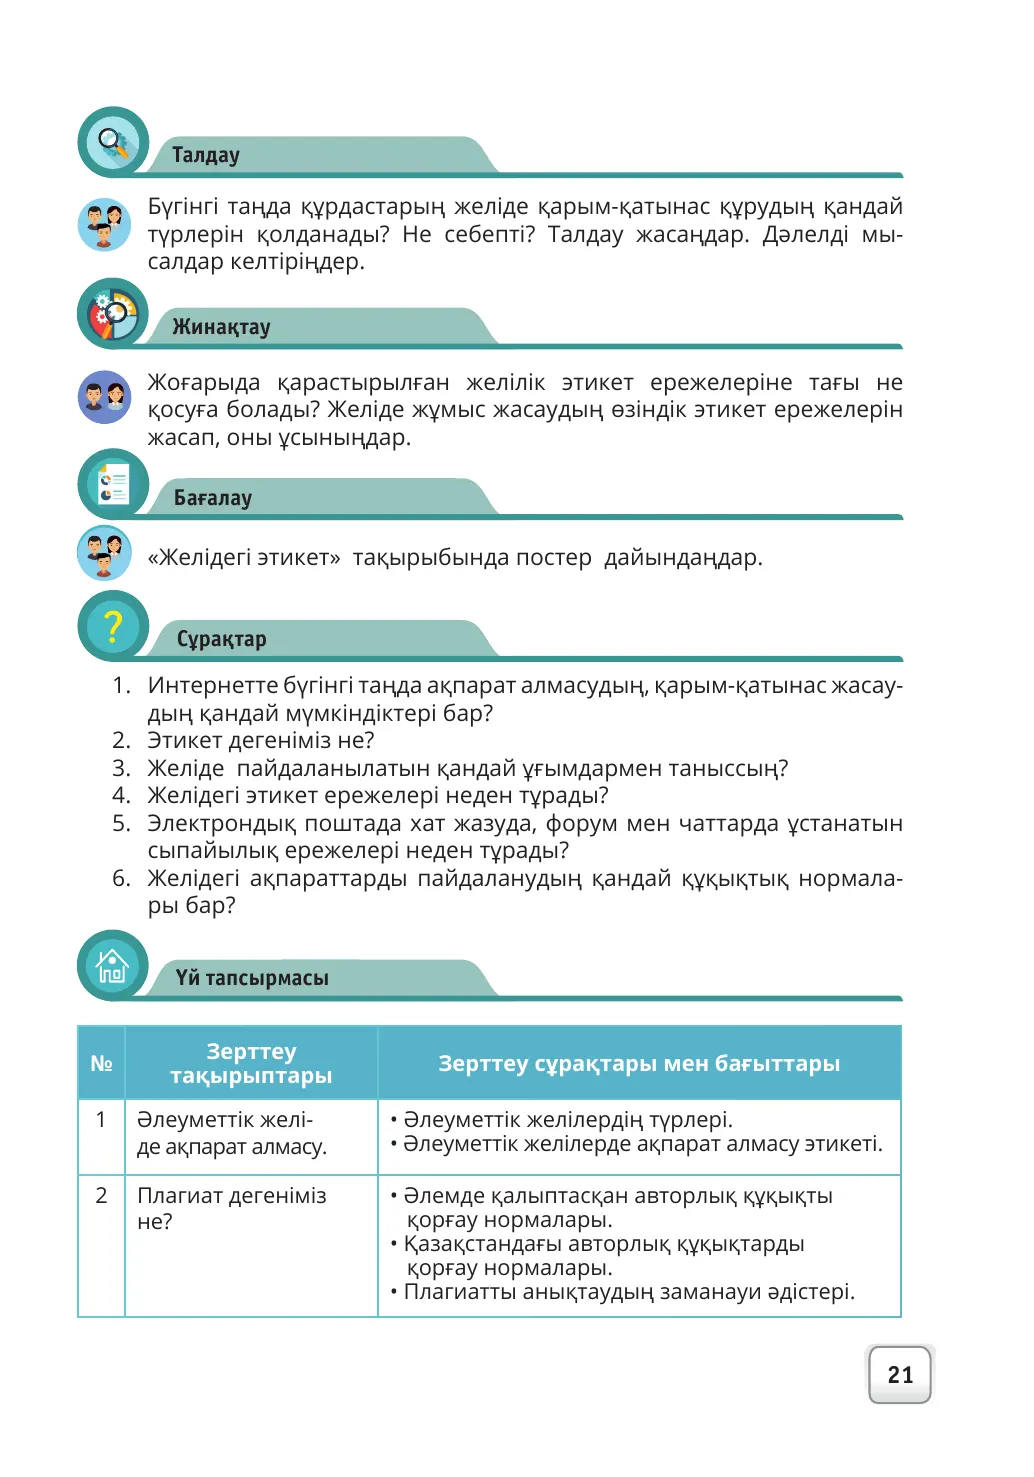 Талдау
Бүгінгі таңда құрдастарың желіде қарым-қатынас құрудың қандай
түрлерін қолданады? Не себепті? Талдау жасаңдар. Дәлелді мы-
салдар келтіріңдер.
Жинақтау
Жоғарыда қарастырылған желілік этикет ережелеріне тағы не
қосуға болады? Желіде жұмыс жасаудың өзіндік этикет ережелерін
жасап, оны ұсыныңдар.
Бағалау
«Желідегі этикет» тақырыбында постер дайындаңдар.
?
Сұрақтар
1. Интернетте бүгінгі таңда ақпарат алмасудың, қарым-қатынас жасау-
дың қандай мүмкіндіктері бар?
2. Этикет дегеніміз не?
3. Желіде пайдаланылатын қандай ұғымдармен таныссың?
4. Желідегі этикет ережелері неден тұрады?
5. Электрондық поштада хат жазуда, форум мен чаттарда ұстанатын
сыпайылық ережелері неден тұрады?
6. Желідегі ақпараттарды пайдаланудың қандай құқықтық нормала-
ры бар?
Үй тапсырмасы
№
Зерттеу
тақырыптары
Зерттеу сұрақтары мен бағыттары
1
Әлеуметтік желі-
де ақпарат алмасу.
• Әлеуметтік желілердің түрлері.
• Әлеуметтік желілерде ақпарат алмасу этикеті.
2
Плагиат дегеніміз
не?
• Әлемде қалыптасқан авторлық құқықты
қорғау нормалары.
• Қазақстандағы авторлық құқықтарды
қорғау нормалары.
• Плагиатты анықтаудың заманауи әдістері.
21